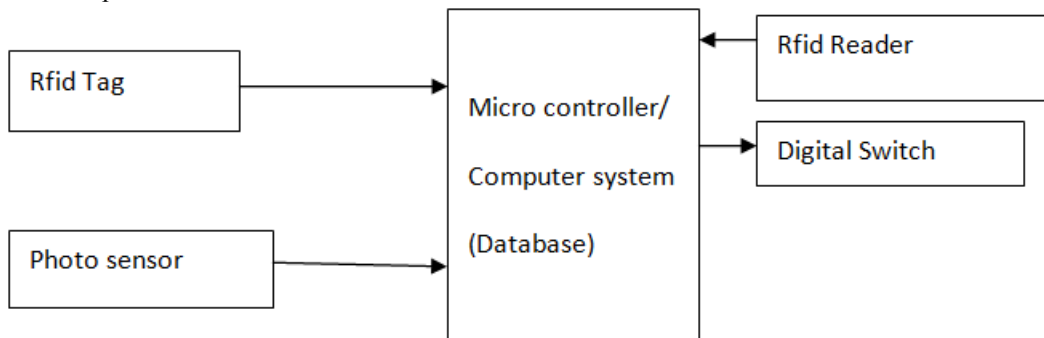 Rfid Tag
Photo sensor
Micro controller/
Computer system
(Database)
Rfid Reader
Digital Switch